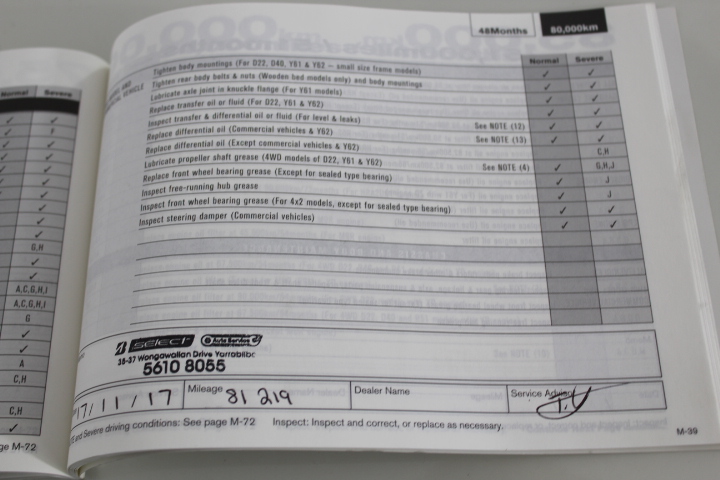 48Months 80,000km
Normal Severe
Tighten body mountings (For D22, D40, Y61 & Y62 – small size frame models) ✓ ✓
Tighten rear body bolts & nuts (Wooden bed models only) and body mountings ✓ ✓
Lubricate axle joint in knuckle flange (For Y61 models) ✓ ✓
Replace transfer oil or fluid (For D22, Y61 & Y62) ✓ ✓
Inspect transfer & differential oil or fluid (For level & leaks) See NOTE (12) ✓ ✓
Replace differential oil (Commercial vehicles & Y62) See NOTE (13) ✓ ✓
Replace differential oil (Except commercial vehicles & Y62) C,H
Lubricate propeller shaft grease (4WD models of D22, Y61 & Y62) See NOTE (4) ✓ G,H,J
Replace front wheel bearing grease (Except for sealed type bearing) J
Inspect free-running hub grease ✓ J
Inspect front wheel bearing grease (For 4x2 models, except for sealed type bearing) ✓ ✓
Inspect steering damper (Commercial vehicles) ✓ ✓
SELECT Auto Service
35-37 Wongawallan Drive
5610 8055
17/11/17 Mileage 81 219 Dealer Name Service Advisor
and Severe driving conditions: See page M-72 Inspect: Inspect and correct, or replace as necessary.
M-39
Normal Severe
✓
✓
✓
✓
✓
✓
✓
✓
G,H
✓
✓
A,C,G,H,I
A,C,G,H,I
G
✓
✓
A
C,H
C,H
✓
ge M-72